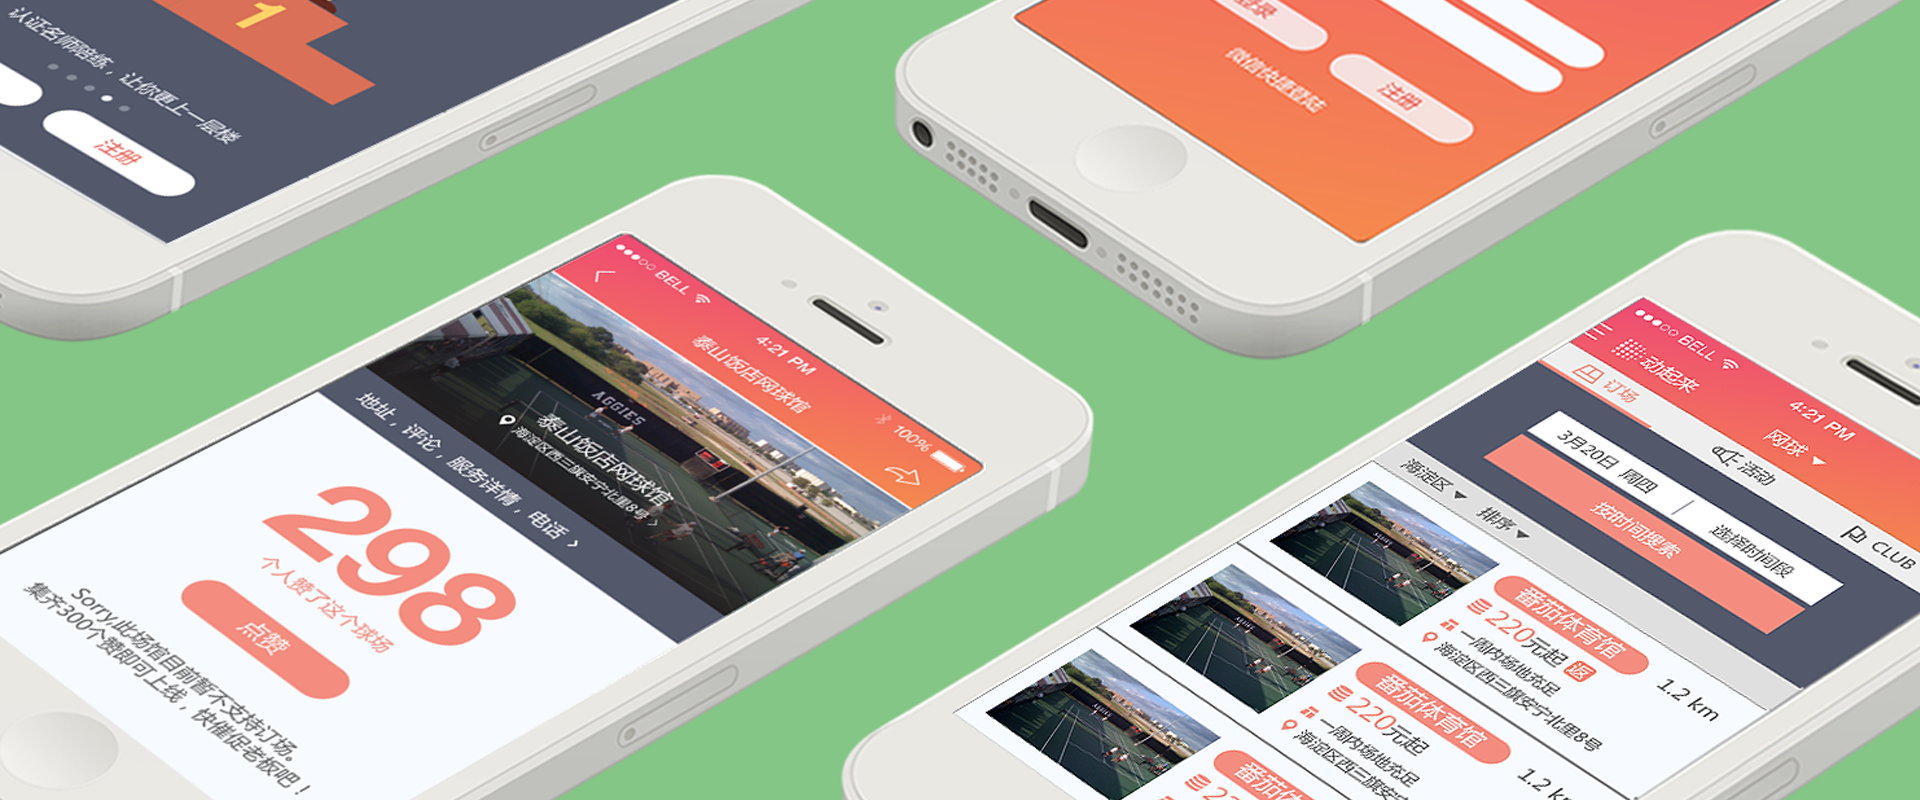 1
认证名师陪练，让你更上一层楼
注册
登录
注册
微信快捷登陆
BELL
4:21 PM
100%
泰山饭店网球馆
AGGIES
泰山饭店网球馆
海淀区西三旗安宁北里8号
地址，评论，服务详情，电话
298
个人赞了这个球场
点赞
Sorry,此场馆目前暂不支持订场。
集齐3000个赞即可上线，快催促老板吧！
BELL
4:21 PM
动起来
网球
订场
活动
CLUB
3月20日 周四
选择时间段
按时间搜索
海淀区
排序
番茄体育馆
220元起
返
1.2 km
一周内场地充足
海淀区西三旗安宁北里8号
番茄体育馆
220元起
1.2 km
一周内场地充足
海淀区西三旗安宁
番茄体